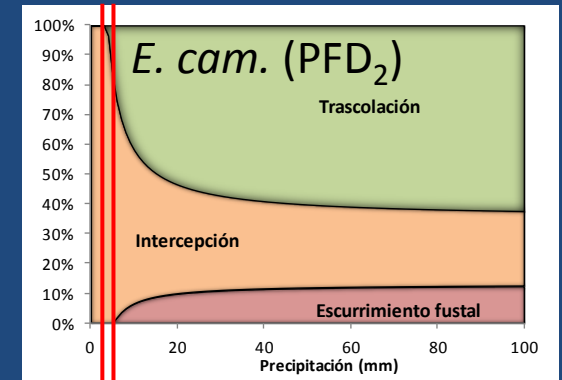 E. cam. (PFD₂)
100%
90%
80%
70%
60%
50%
40%
30%
20%
10%
0%
Trascolación
Intercepción
Escurrimiento fustal
0 20 40 60 80 100
Precipitación (mm)